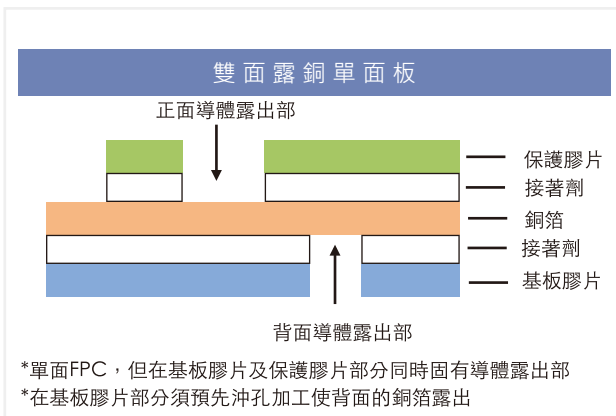 雙面露銅單面板
正面導體露出部
保護膠片
接著劑
銅箔
接著劑
基板膠片
背面導體露出部
*單面FPC，但在基板膠片及保護膠片部分同時固有導體露出部
*在基板膠片部分須預先沖孔加工使背面的銅箔露出